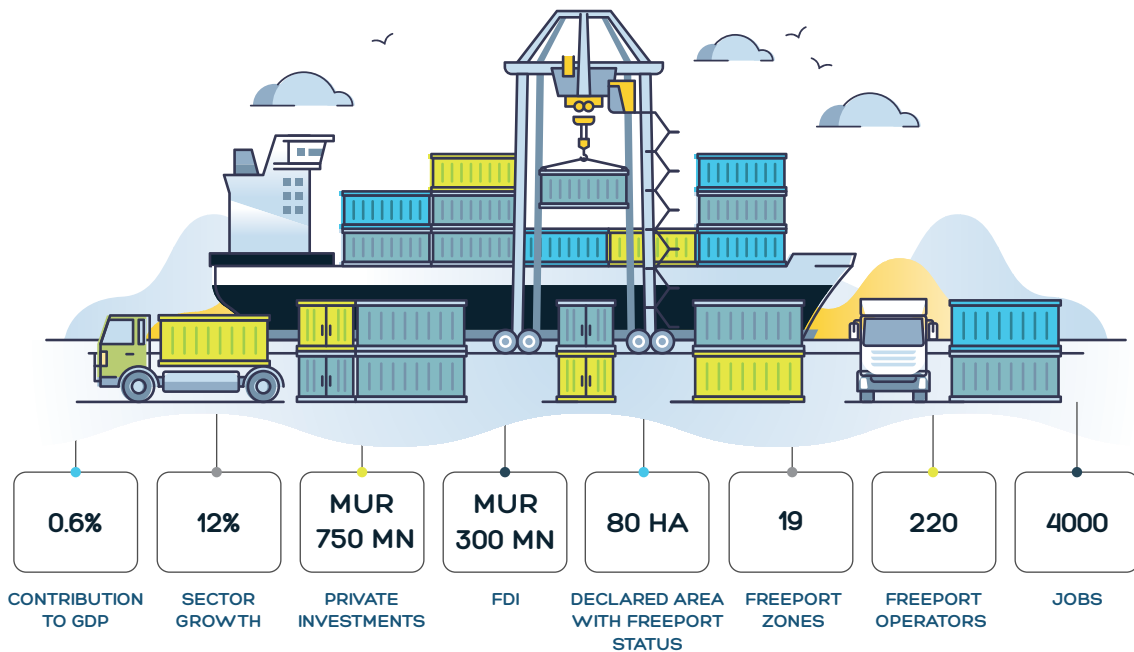 0.6%
12%
MUR
750 MN
MUR
300 MN
80 HA
19
220
4000
CONTRIBUTION
TO GDP
SECTOR
GROWTH
PRIVATE
INVESTMENTS
FDI
DECLARED AREA
WITH FREEPORT
STATUS
FREEPORT
ZONES
FREEPORT
OPERATORS
JOBS